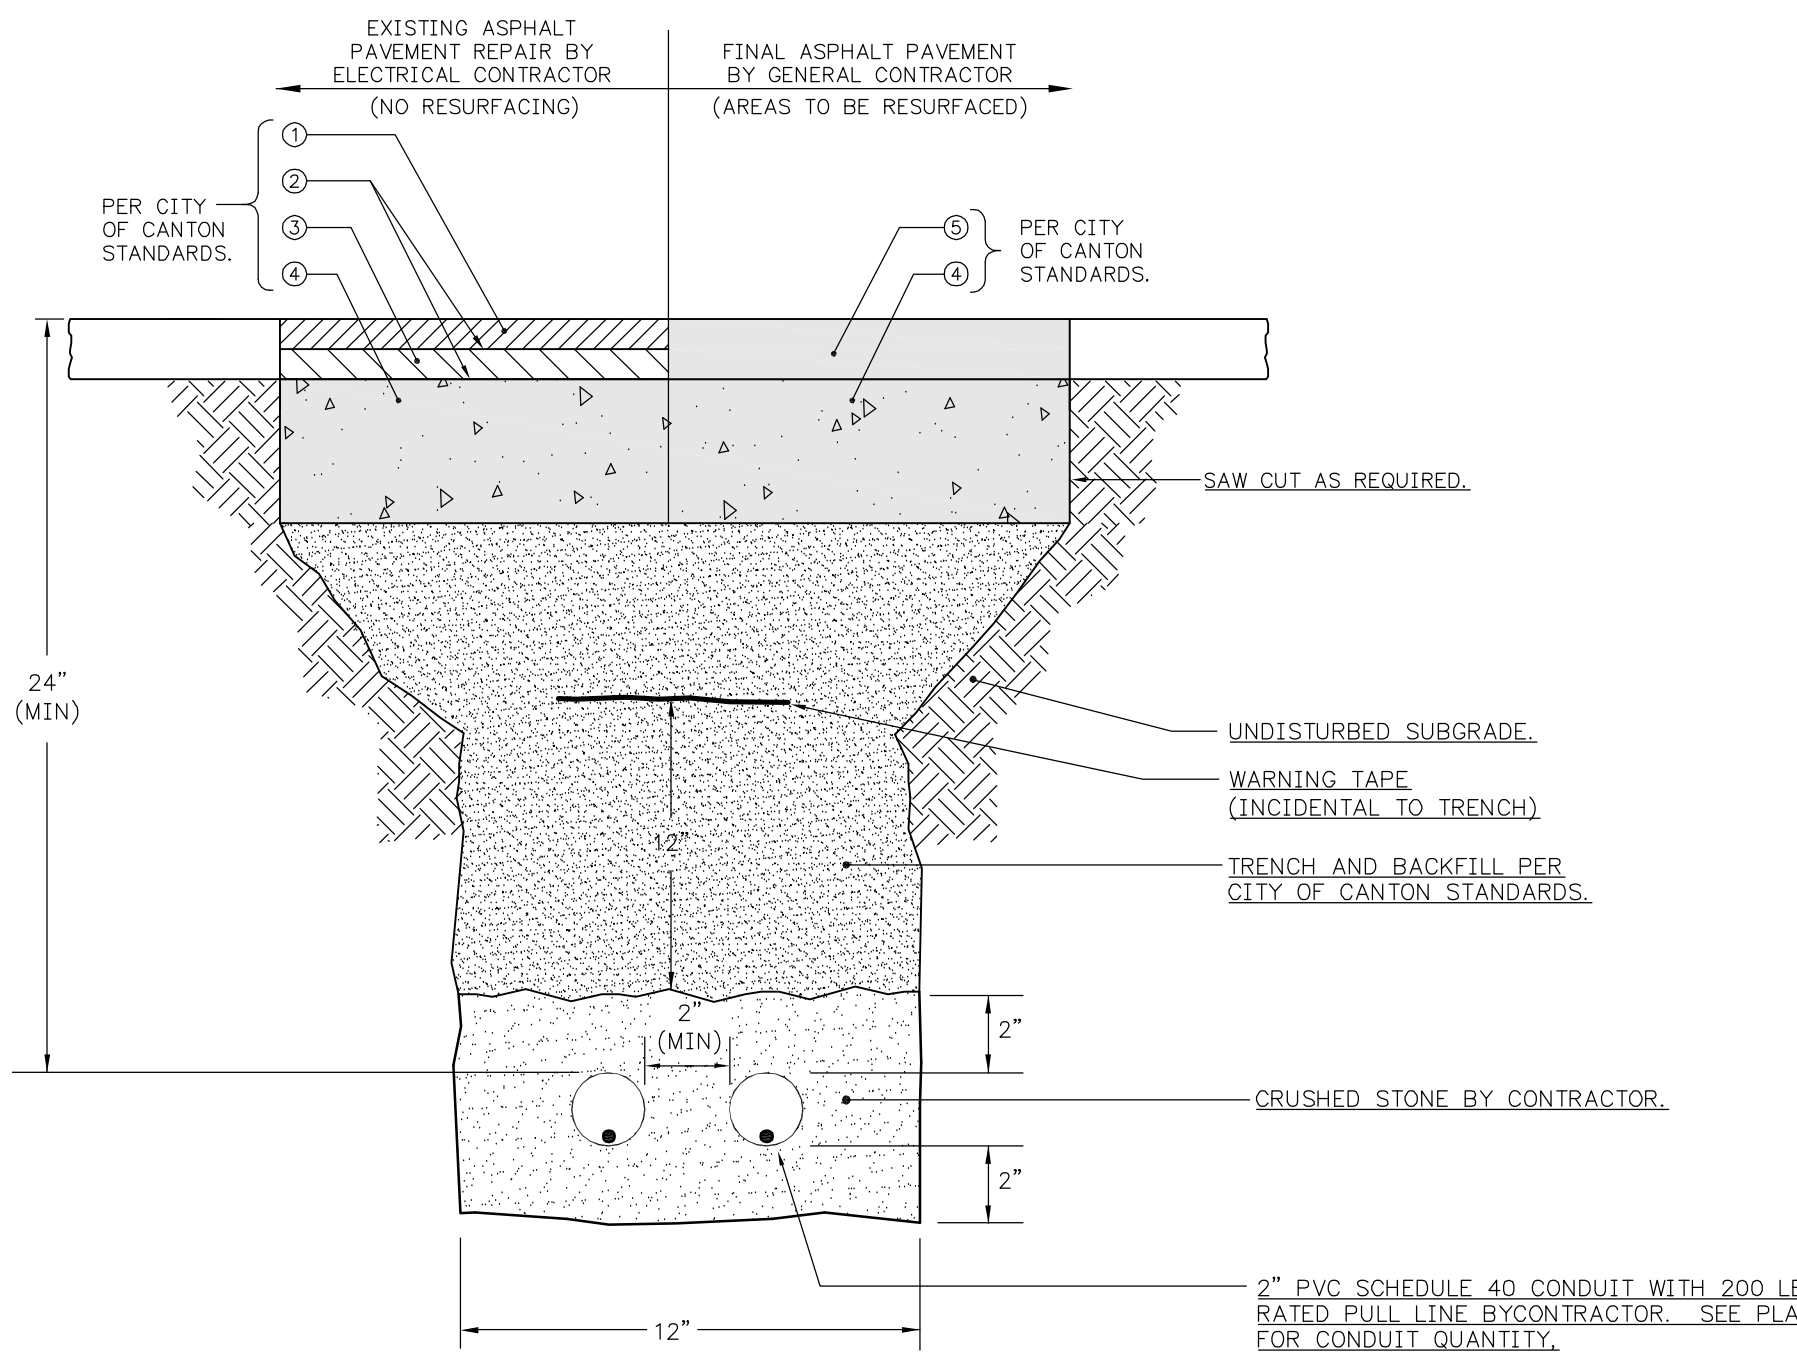 EXISTING ASPHALT
PAVEMENT REPAIR BY
ELECTRICAL CONTRACTOR
(NO RESURFACING)
FINAL ASPHALT PAVEMENT
BY GENERAL CONTRACTOR
(AREAS TO BE RESURFACED)
1
2
3
4
PER CITY
OF CANTON
STANDARDS.
5
4
PER CITY
OF CANTON
STANDARDS.
SAW CUT AS REQUIRED.
24"
(MIN)
UNDISTURBED SUBGRADE.
WARNING TAPE
(INCIDENTAL TO TRENCH)
12"
TRENCH AND BACKFILL PER
CITY OF CANTON STANDARDS.
2"
(MIN)
2"
CRUSHED STONE BY CONTRACTOR.
2"
2" PVC SCHEDULE 40 CONDUIT WITH 200
RATED PULL LINE BYCONTRACTOR. SEE
FOR CONDUIT QUANTITY,
12"